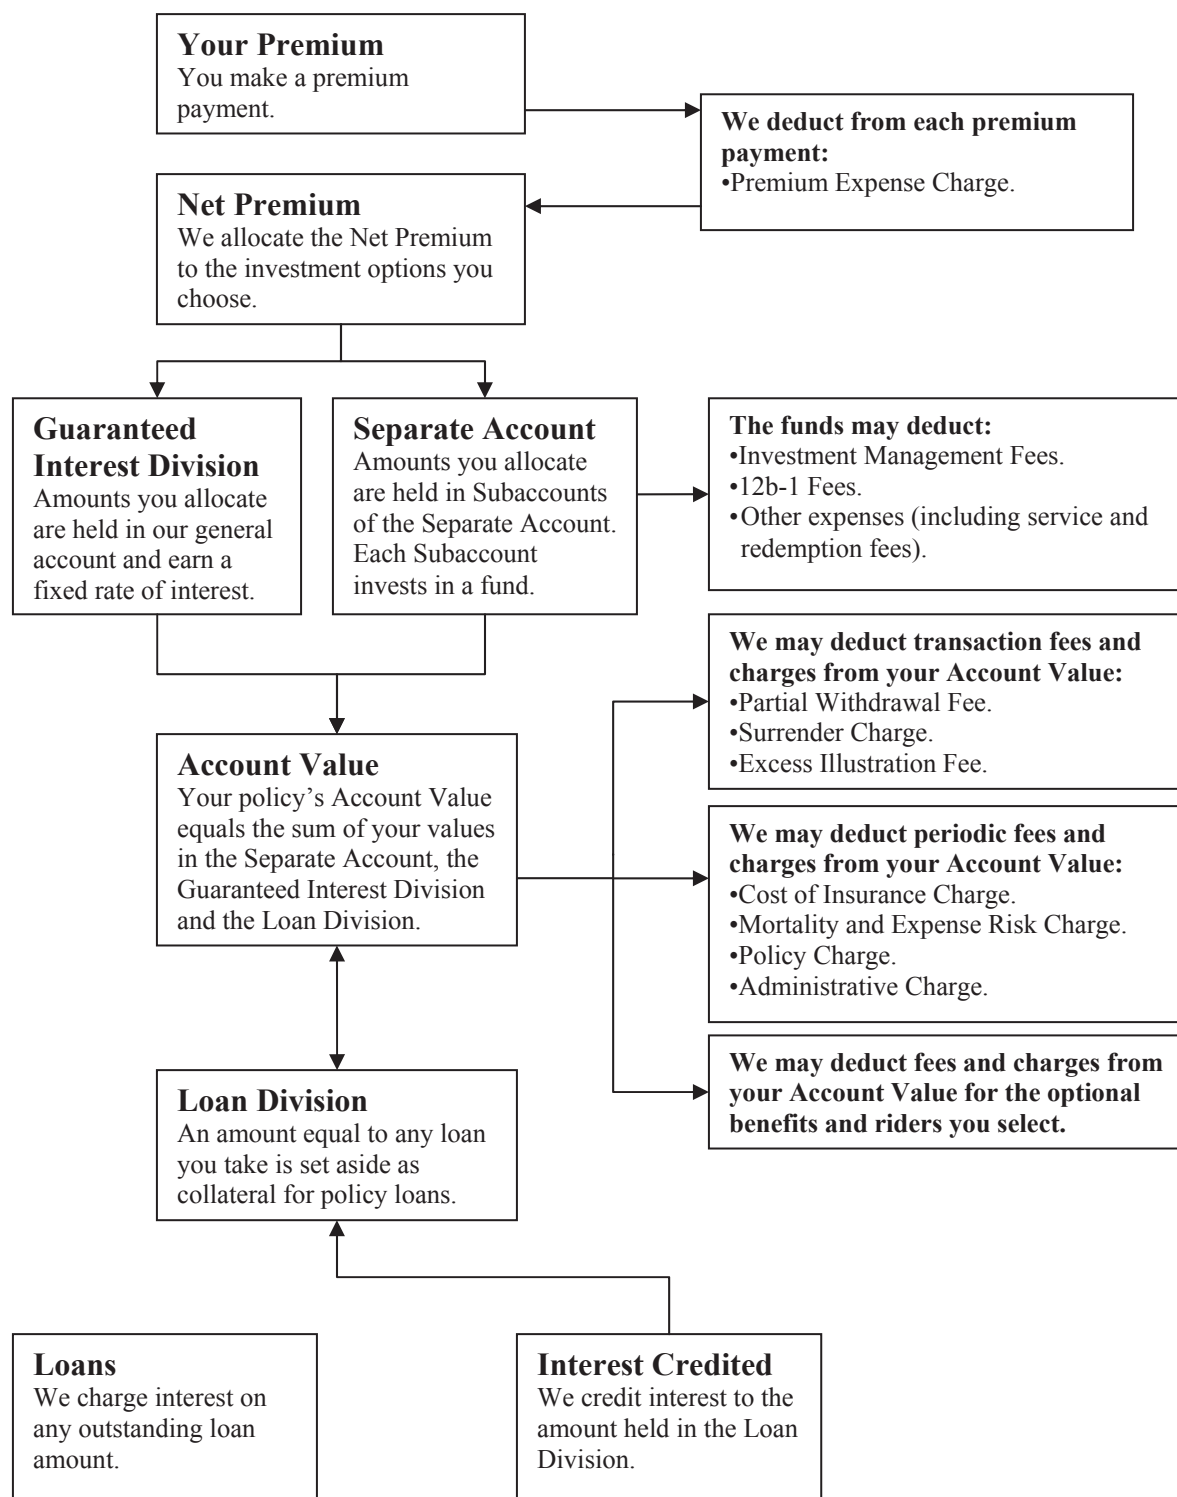 Your Premium
You make a premium
payment.
We deduct from each premium
payment:
•Premium Expense Charge.
Net Premium
We allocate the Net Premium
to the investment options you
choose.
Guaranteed
Interest Division
Amounts you allocate
are held in our general
account and earn a
fixed rate of interest.
Separate Account
Amounts you allocate
are held in Subaccounts
of the Separate Account.
Each Subaccount
invests in a fund.
The funds may deduct:
•Investment Management Fees.
•12b-1 Fees.
•Other expenses (including service and
redemption fees).
We may deduct transaction fees and
charges from your Account Value:
•Partial Withdrawal Fee.
•Surrender Charge.
•Excess Illustration Fee.
Account Value
Your policy’s Account Value
equals the sum of your values
in the Separate Account, the
Guaranteed Interest Division
and the Loan Division.
We may deduct periodic fees and
charges from your Account Value:
•Cost of Insurance Charge.
•Mortality and Expense Risk Charge.
•Policy Charge.
•Administrative Charge.
We may deduct fees and charges from
your Account Value for the optional
benefits and riders you select.
Loan Division
An amount equal to any loan
you take is set aside as
collateral for policy loans.
Loans
We charge interest on
any outstanding loan
amount.
Interest Credited
We credit interest to the
amount held in the Loan
Division.